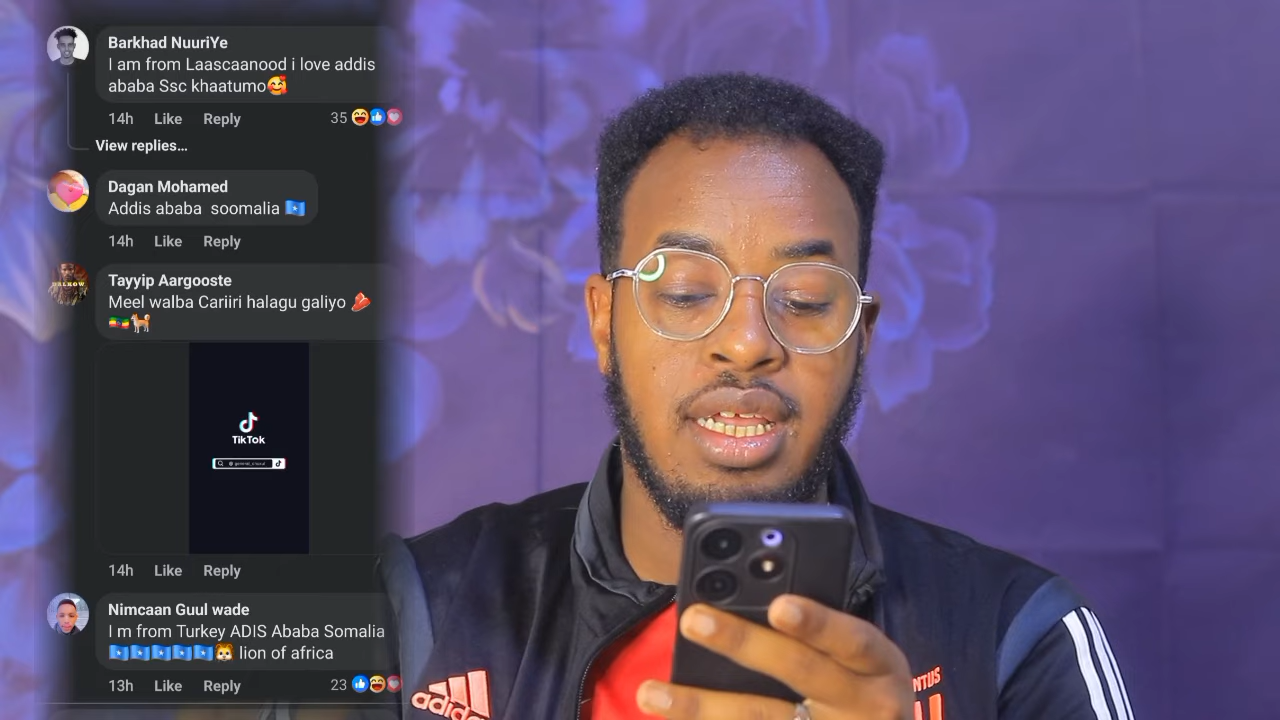 Barkhad NuuriYe
I am from Laascaanood i love addis
ababa Ssc khaatumo🥰
14h Like Reply 35
View replies...
Dagan Mohamed
Addis ababa soomalia 🇸🇴
14h Like Reply
Tayyip Aargooste
Meel walba Cariiri halagu galiyo
TikTok
14h Like Reply
Nimcaan Guul wade
I m from Turkey ADIS Ababa Somalia
🇸🇴🇸🇴🇸🇴🇸🇴🇸🇴 lion of africa
13h Like Reply 23
adidas